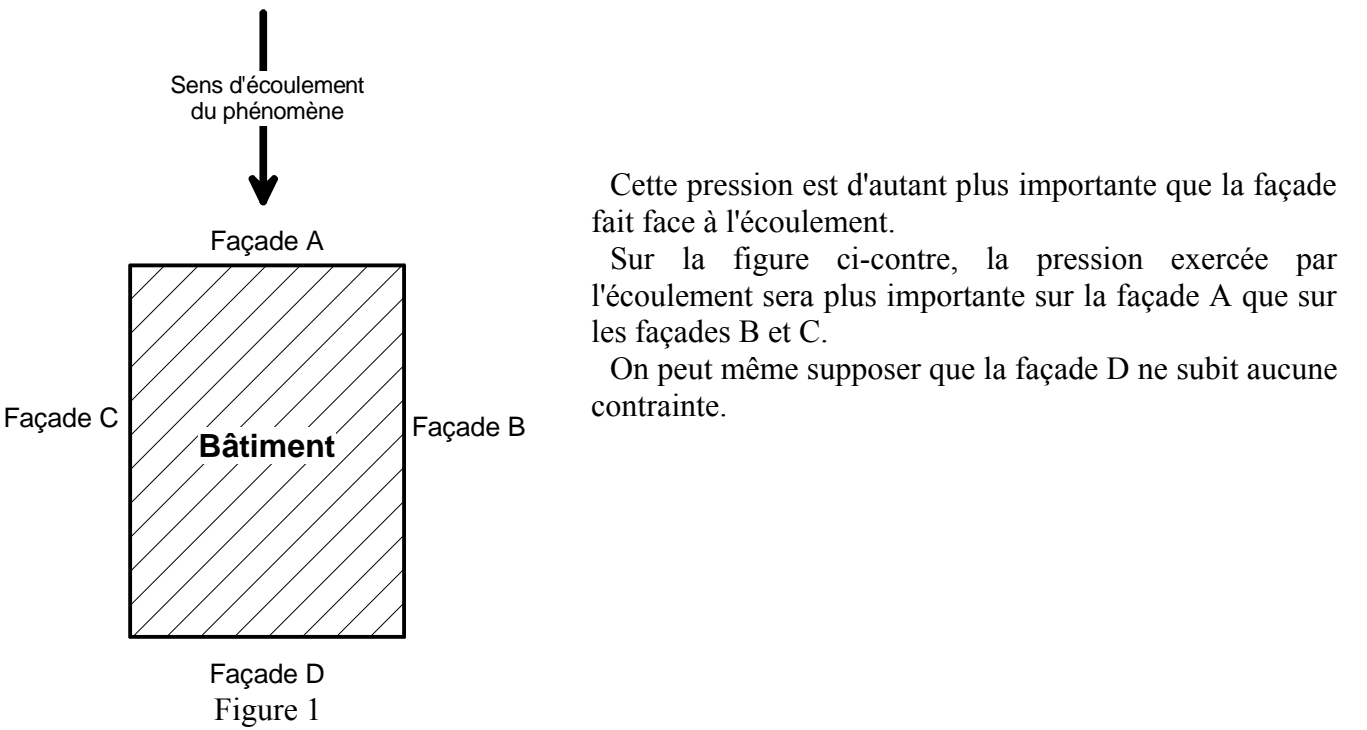 Sens d'écoulement
du phénomène
Façade A
Façade C
Bâtiment
Façade B
Façade D
Figure 1
Cette pression est d'autant plus importante que la façade
fait face à l'écoulement.
Sur la figure ci-contre, la pression exercée par
l'écoulement sera plus importante sur la façade A que sur
les façades B et C.
On peut même supposer que la façade D ne subit aucune
contrainte.